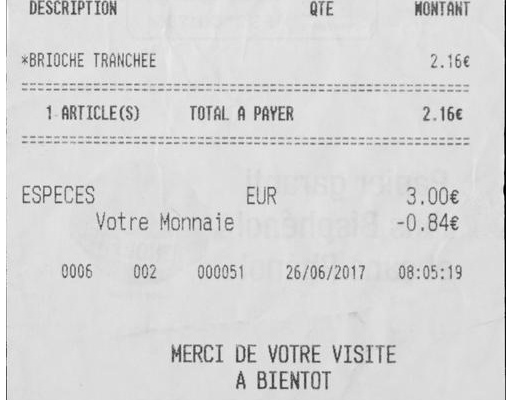 DESCRIPTION QTE MONTANT
*BRIOCHE TRANCHEE 2.16€
1 ARTICLE(S) TOTAL A PAYER 2.16€
ESPECES EUR 3.00€
Votre Monnaie -0.84€
0006 002 000051 26/06/2017 08:05:19
MERCI DE VOTRE VISITE
A BIENTOT